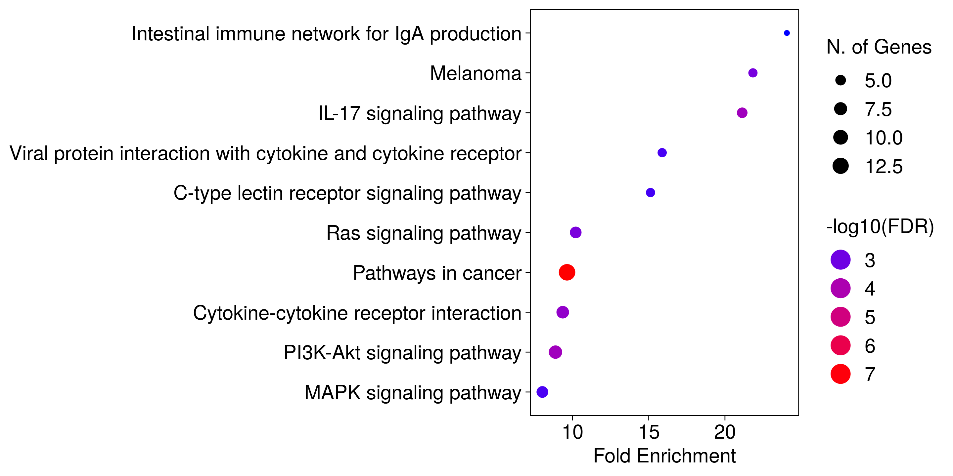 Intestinal immune network for IgA production
Melanoma
IL-17 signaling pathway
Viral protein interaction with cytokine and cytokine receptor
C-type lectin receptor signaling pathway
Ras signaling pathway
Pathways in cancer
Cytokine-cytokine receptor interaction
PI3K-Akt signaling pathway
MAPK signaling pathway
10 15 20
Fold Enrichment
N. of Genes
5.0
7.5
10.0
12.5
-log10(FDR)
3
4
5
6
7